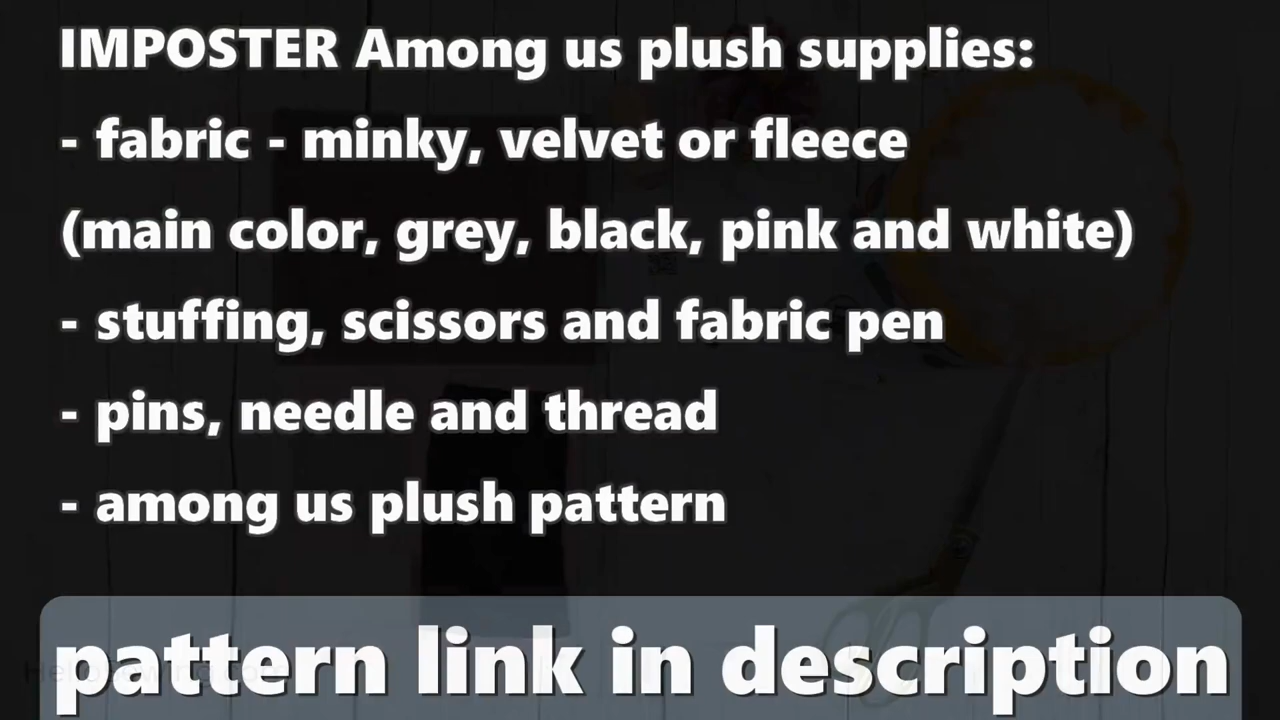 IMPOSTER Among us plush supplies:
- fabric - minky, velvet or fleece
(main color, grey, black, pink and white)
- stuffing, scissors and fabric pen
- pins, needle and thread
- among us plush pattern
pattern link in description